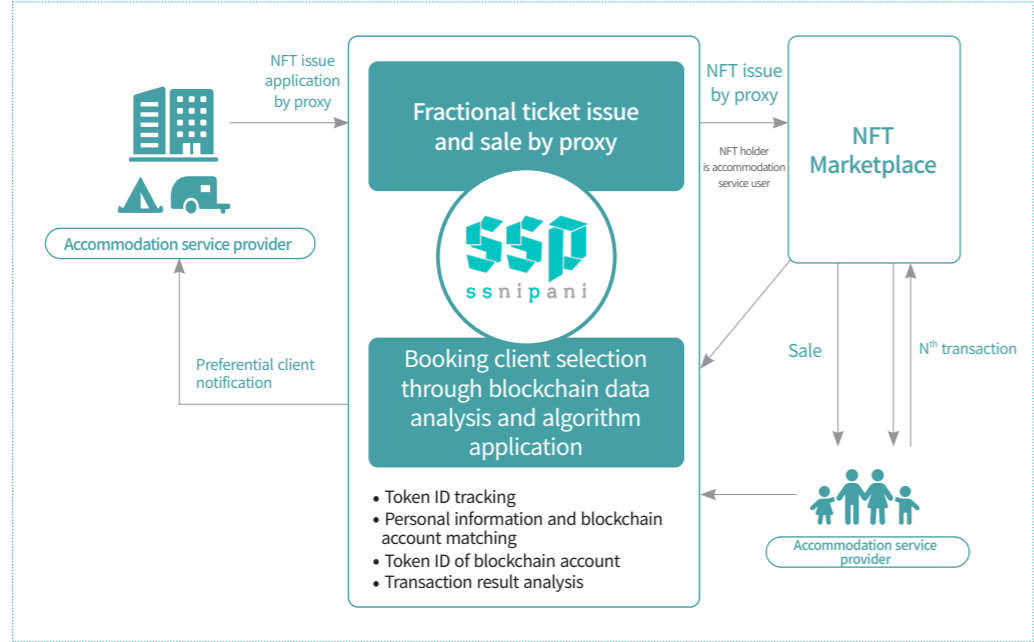 NFT issue
application
by proxy
Accommodation service provider
Preferential client
notification
Fractional ticket issue
and sale by proxy
ssp
ssnipani
Booking client selection
through blockchain data
analysis and algorithm
application
• Token ID tracking
• Personal information and blockchain
account matching
• Token ID of blockchain account
• Transaction result analysis
NFT issue
by proxy
NFT holder
is accommodation
service user
NFT
Marketplace
Sale
Nth transaction
Accommodation service
provider